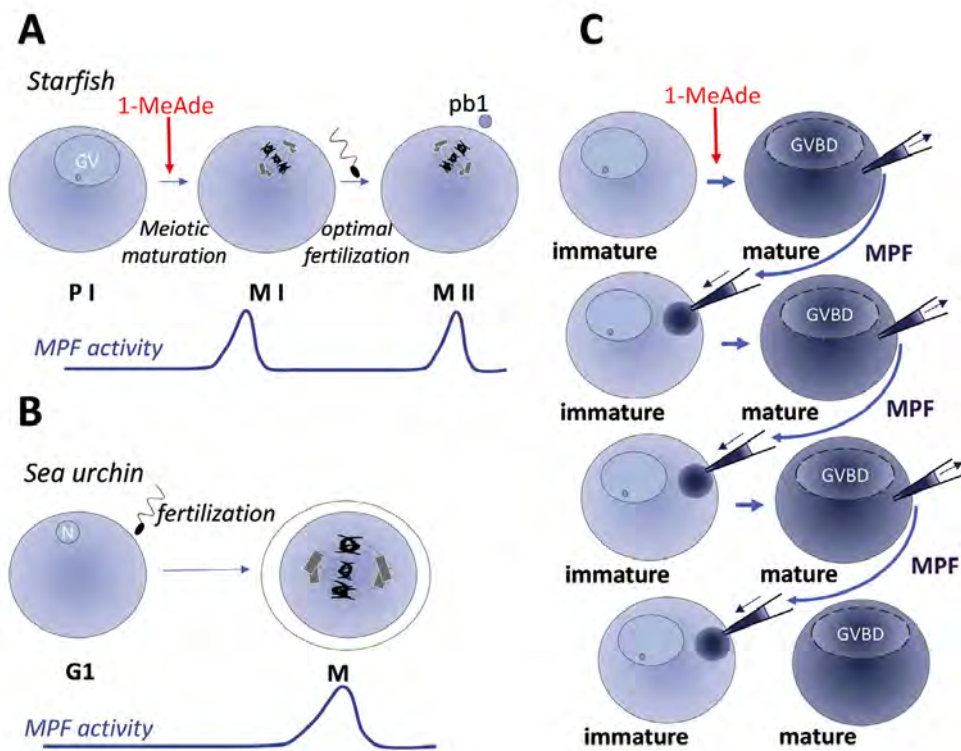 A
Starfish
1-MeAde
pb1
GV
Meiotic
maturation
optimal
fertilization
P I
M I
M II
MPF activity
B
Sea urchin
N
fertilization
G1
M
MPF activity
C
1-MeAde
GVBD
immature
mature
MPF
GVBD
immature
mature
MPF
GVBD
immature
mature
MPF
GVBD
immature
mature